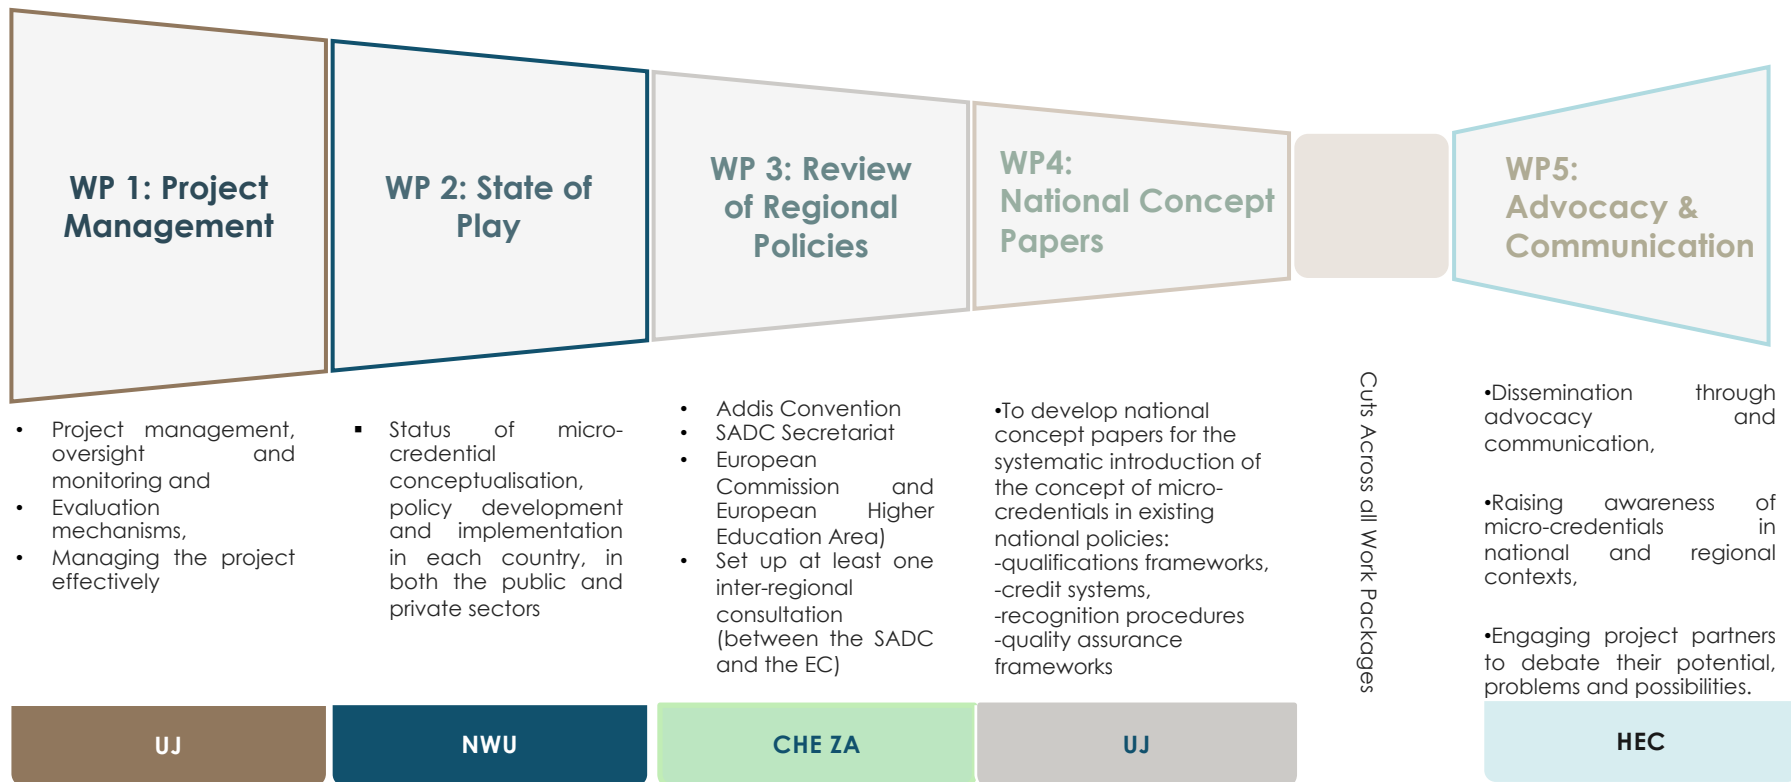 WP 1: Project
Management
WP 2: State of
Play
WP 3: Review
of Regional
Policies
WP4:
National Concept
Papers
WP5:
Advocacy &
Communication
• Project management,
oversight and
monitoring and
• Evaluation
mechanisms,
• Managing the project
effectively
▪ Status of micro-
credential
conceptualisation,
policy development
and implementation
in each country, in
both the public and
private sectors
• Addis Convention
• SADC Secretariat
• European
Commission and
European Higher
Education Area)
• Set up at least one
inter-regional
consultation
(between the SADC
and the EC)
•To develop national
concept papers for the
systematic introduction of
the concept of micro-
credentials in existing
national policies:
-qualifications frameworks,
-credit systems,
-recognition procedures
-quality assurance
frameworks
Cuts Across all Work Packages
•Dissemination through
advocacy and
communication,
•Raising awareness of
micro-credentials in
national and regional
contexts,
•Engaging project partners
to debate their potential,
problems and possibilities.
UJ
NWU
CHE ZA
UJ
HEC